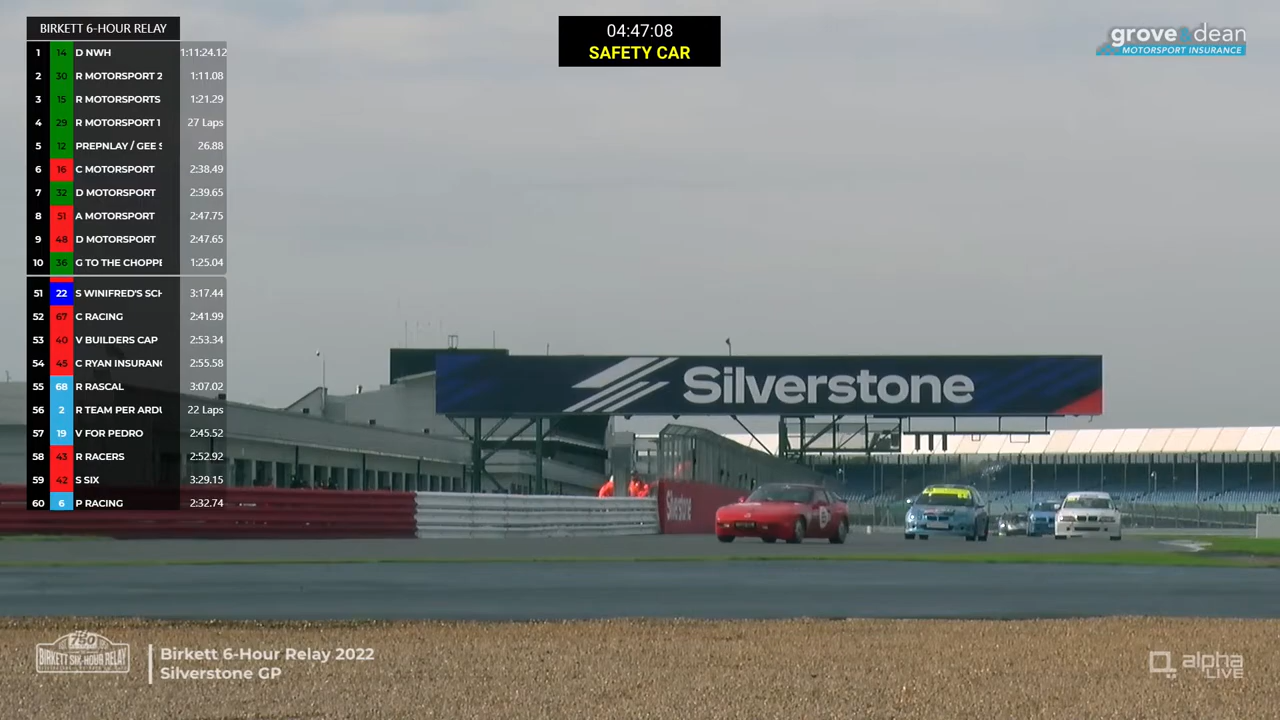 BIRKETT 6-HOUR RELAY
1 14 D NWH 1:11:24.12
2 30 R MOTORSPORT 2 1:11.08
3 15 R MOTORSPORTS 1:21.29
4 29 R MOTORSPORT 1 27 Laps
5 12 PREPNLAY / GEE S 26.88
6 16 C MOTORSPORT 2:38.49
7 32 D MOTORSPORT 2:39.65
8 51 A MOTORSPORT 2:47.75
9 48 D MOTORSPORT 2:47.65
10 36 G TO THE CHOPPE 1:25.04
51 22 S WINIFRED'S SCH 3:17.44
52 67 C RACING 2:41.99
53 40 V BUILDERS CAP 2:53.34
54 45 C RYAN INSURANC 2:55.58
55 68 R RASCAL 3:07.02
56 2 R TEAM PER ARDU 22 Laps
57 19 V FOR PEDRO 2:45.52
58 43 R RACERS 2:52.92
59 42 S SIX 3:29.15
60 6 P RACING 2:32.74
04:47:08
SAFETY CAR
grove&dean
MOTORSPORT INSURANCE
Silverstone
Silverstone
750
BIRKETT SIX-HOUR RELAY
Birkett 6-Hour Relay 2022
Silverstone GP
alpha
LIVE